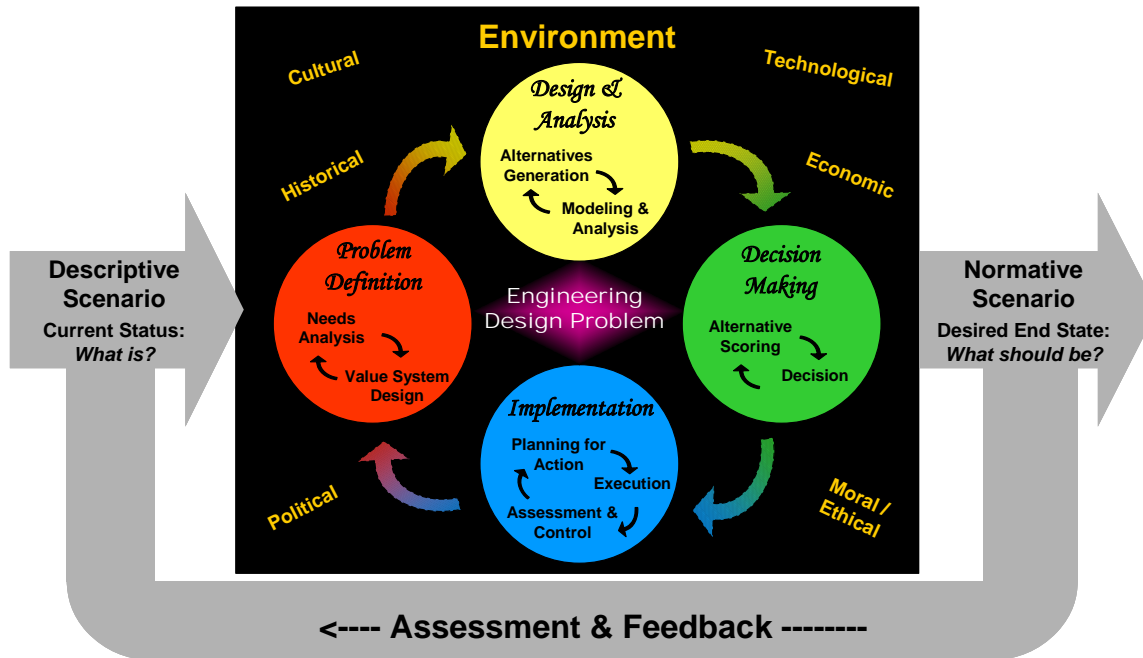 Environment
Cultural
Technological
Historical
Economic
Design &
Analysis
Alternatives
Generation
Modeling &
Analysis
Descriptive
Scenario
Current Status:
What is?
Problem
Definition
Needs
Analysis
Value System
Design
Engineering
Design Problem
Decision
Making
Alternative
Scoring
Decision
Normative
Scenario
Desired End State:
What should be?
Implementation
Planning for
Action
Execution
Assessment &
Control
Political
Moral /
Ethical
<---- Assessment & Feedback --------